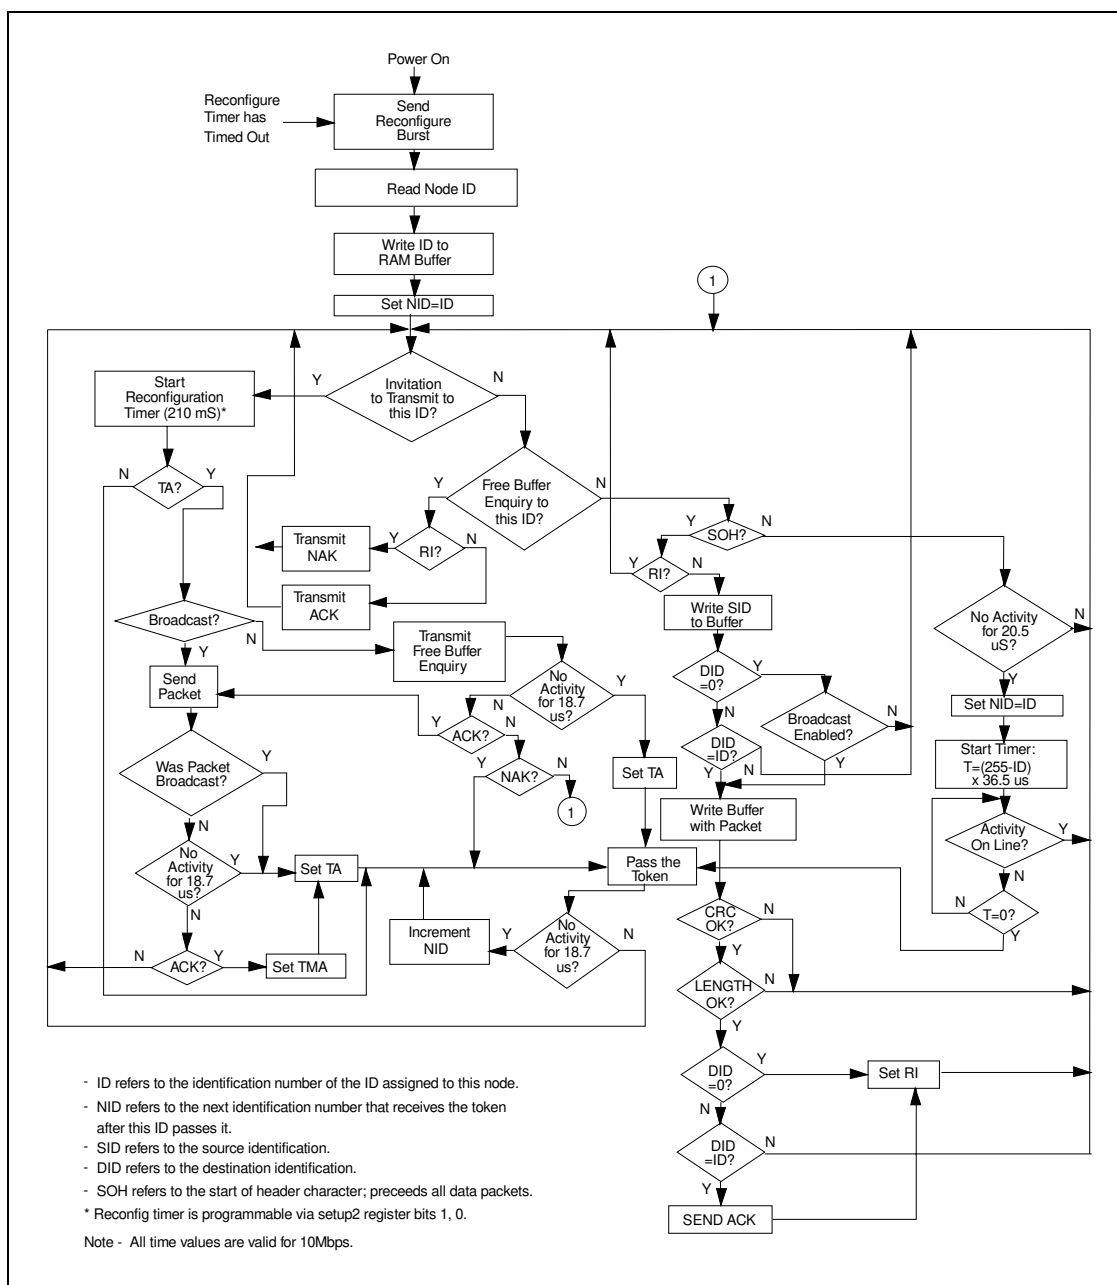 Power On
Reconfigure
Timer has
Timed Out
Send
Reconfigure
Burst
Read Node ID
Write ID to
RAM Buffer
1
Set NID=ID
Y
Invitation
to Transmit to
this ID?
N
Start
Reconfiguration
Timer (210 mS)*
N
TA?
Y
Y
Free Buffer
Enquiry to
this ID?
N
Transmit
NAK
Y
RI?
N
Y
SOH?
N
Y
RI?
N
Transmit
ACK
Write SID
to Buffer
No Activity
for 20.5
uS?
N
Y
Broadcast?
N
Y
Transmit
Free Buffer
Enquiry
Send
Packet
No
Activity
for 18.7
us?
N
Y
DID
=0?
Y
N
Broadcast
Enabled?
N
Y
Set NID=ID
Y
ACK?
N
DID
=ID?
N
Y
Start Timer:
T=(255-ID)
x 36.5 us
Was Packet
Broadcast?
Y
N
Y
NAK?
N
1
Set TA
Write Buffer
with Packet
Activity
On Line?
Y
N
No
Activity
for 18.7
us?
Y
N
Set TA
Pass the
Token
N
T=0?
Y
CRC
OK?
N
Y
Increment
NID
Y
No
Activity
for 18.7
us?
N
N
ACK?
Y
Set TMA
LENGTH
OK?
N
Y
DID
=0?
Y
N
Set RI
DID
=ID?
N
Y
SEND ACK
- ID refers to the identification number of the ID assigned to this node.
- NID refers to the next identification number that receives the token
after this ID passes it.
- SID refers to the source identification.
- DID refers to the destination identification.
- SOH refers to the start of header character; preceeds all data packets.
* Reconfig timer is programmable via setup2 register bits 1, 0.
Note - All time values are valid for 10Mbps.